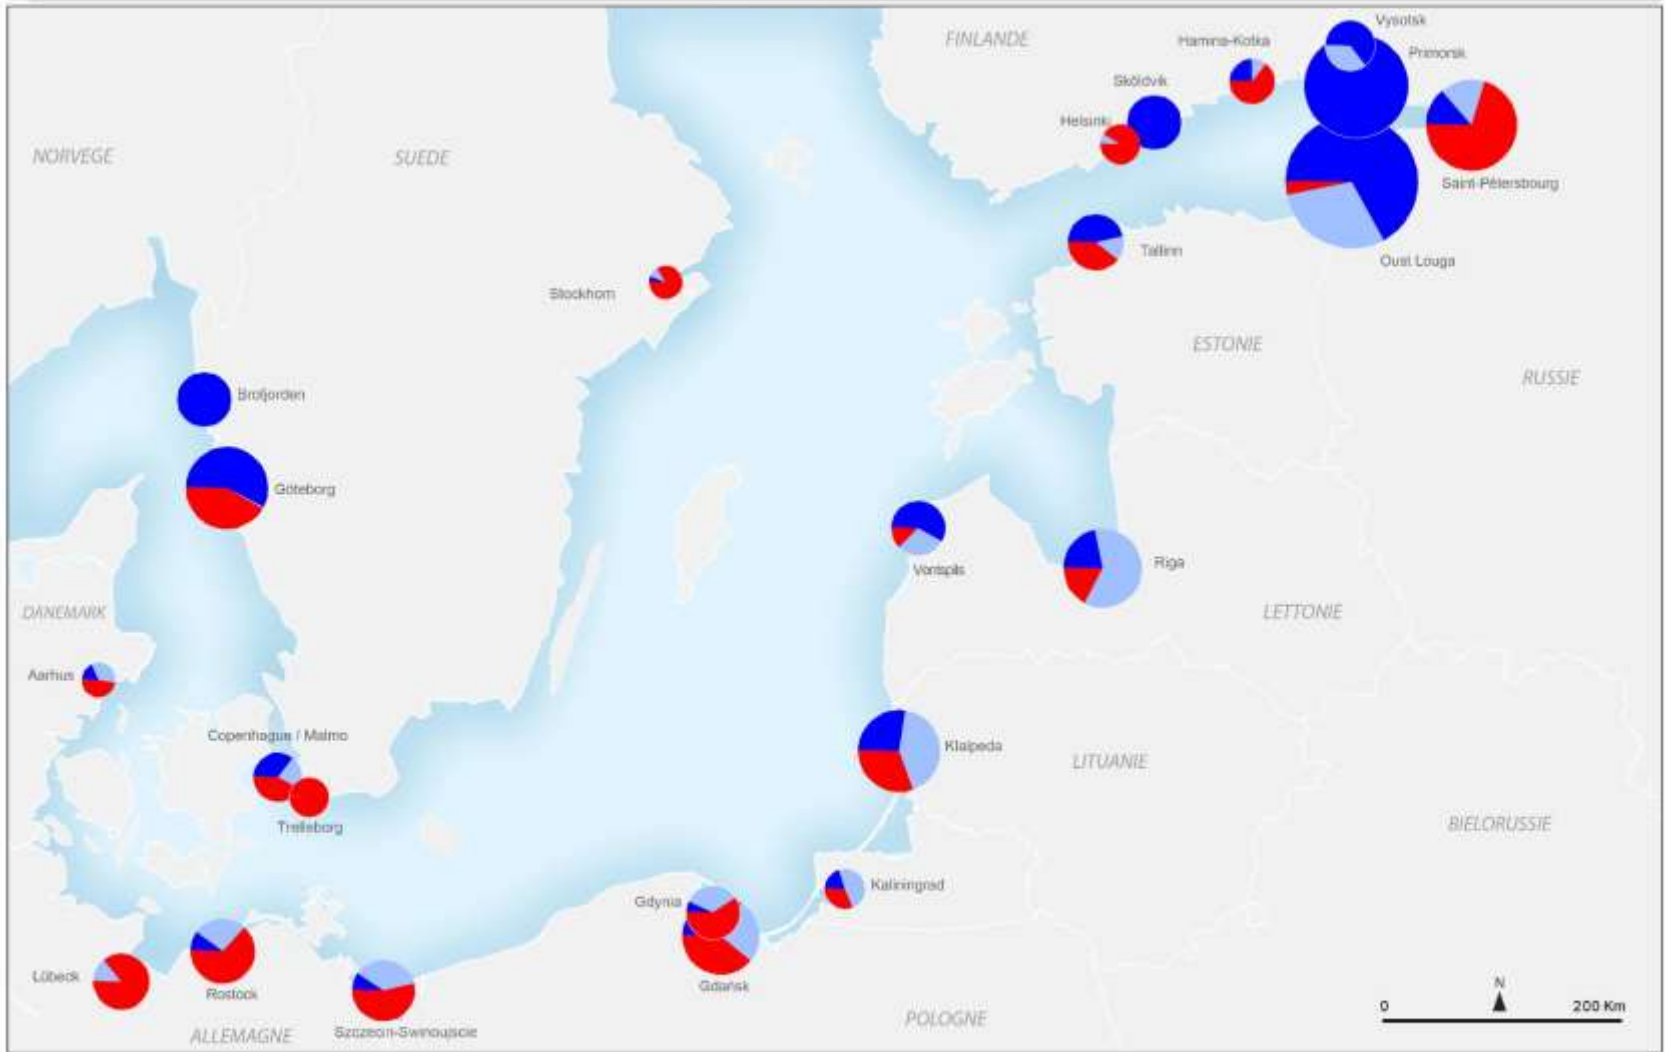 Vysotsk
FINLANDE
Hamina-Kotka
Primorsk
Sköldvik
Helsinki
NORVEGE
SUEDE
Saint-Pétersbourg
Tallinn
Oust Louga
Stockhom
ESTONIE
RUSSIE
Brofjorden
Göteborg
Ventspils
Riga
DANEMARK
LETTONIE
Aarhus
Copenhague / Malmo
Klaipeda
LITUANIE
Trelleborg
BIELORUSSIE
Kaliningrad
Gdynia
Lübeck
Rostock
Gdańsk
N
0 200 Km
POLOGNE
Szczecin-Swinoujscie
ALLEMAGNE